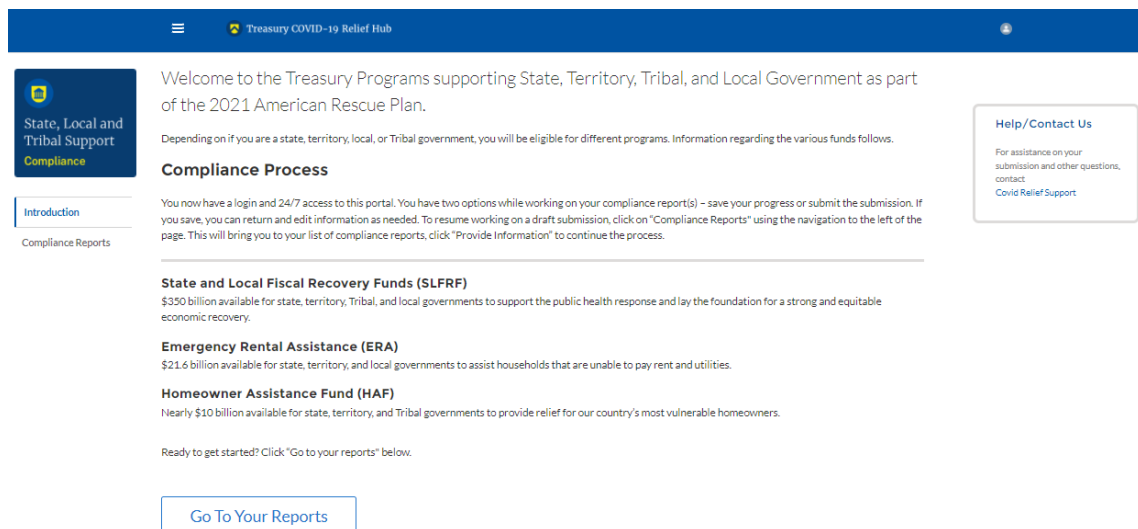 Treasury COVID-19 Relief Hub
State, Local and
Tribal Support
Compliance
Introduction
Compliance Reports
Welcome to the Treasury Programs supporting State, Territory, Tribal, and Local Government as part
of the 2021 American Rescue Plan.
Depending on if you are a state, territory, local, or Tribal government, you will be eligible for different programs. Information regarding the various funds follows.
Compliance Process
You now have a login and 24/7 access to this portal. You have two options while working on your compliance report(s) – save your progress or submit the submission. If
you save, you can return and edit information as needed. To resume working on a draft submission, click on "Compliance Reports" using the navigation to the left of the
page. This will bring you to your list of compliance reports, click "Provide Information" to continue the process.
State and Local Fiscal Recovery Funds (SLFRF)
$350 billion available for state, territory, Tribal, and local governments to support the public health response and lay the foundation for a strong and equitable
economic recovery.
Emergency Rental Assistance (ERA)
$21.6 billion available for state, territory, and local governments to assist households that are unable to pay rent and utilities.
Homeowner Assistance Fund (HAF)
Nearly $10 billion available for state, territory, and Tribal governments to provide relief for our country's most vulnerable homeowners.
Ready to get started? Click "Go to your reports" below.
Go To Your Reports
Help/Contact Us
For assistance on your
submission and other questions,
contact
Covid Relief Support